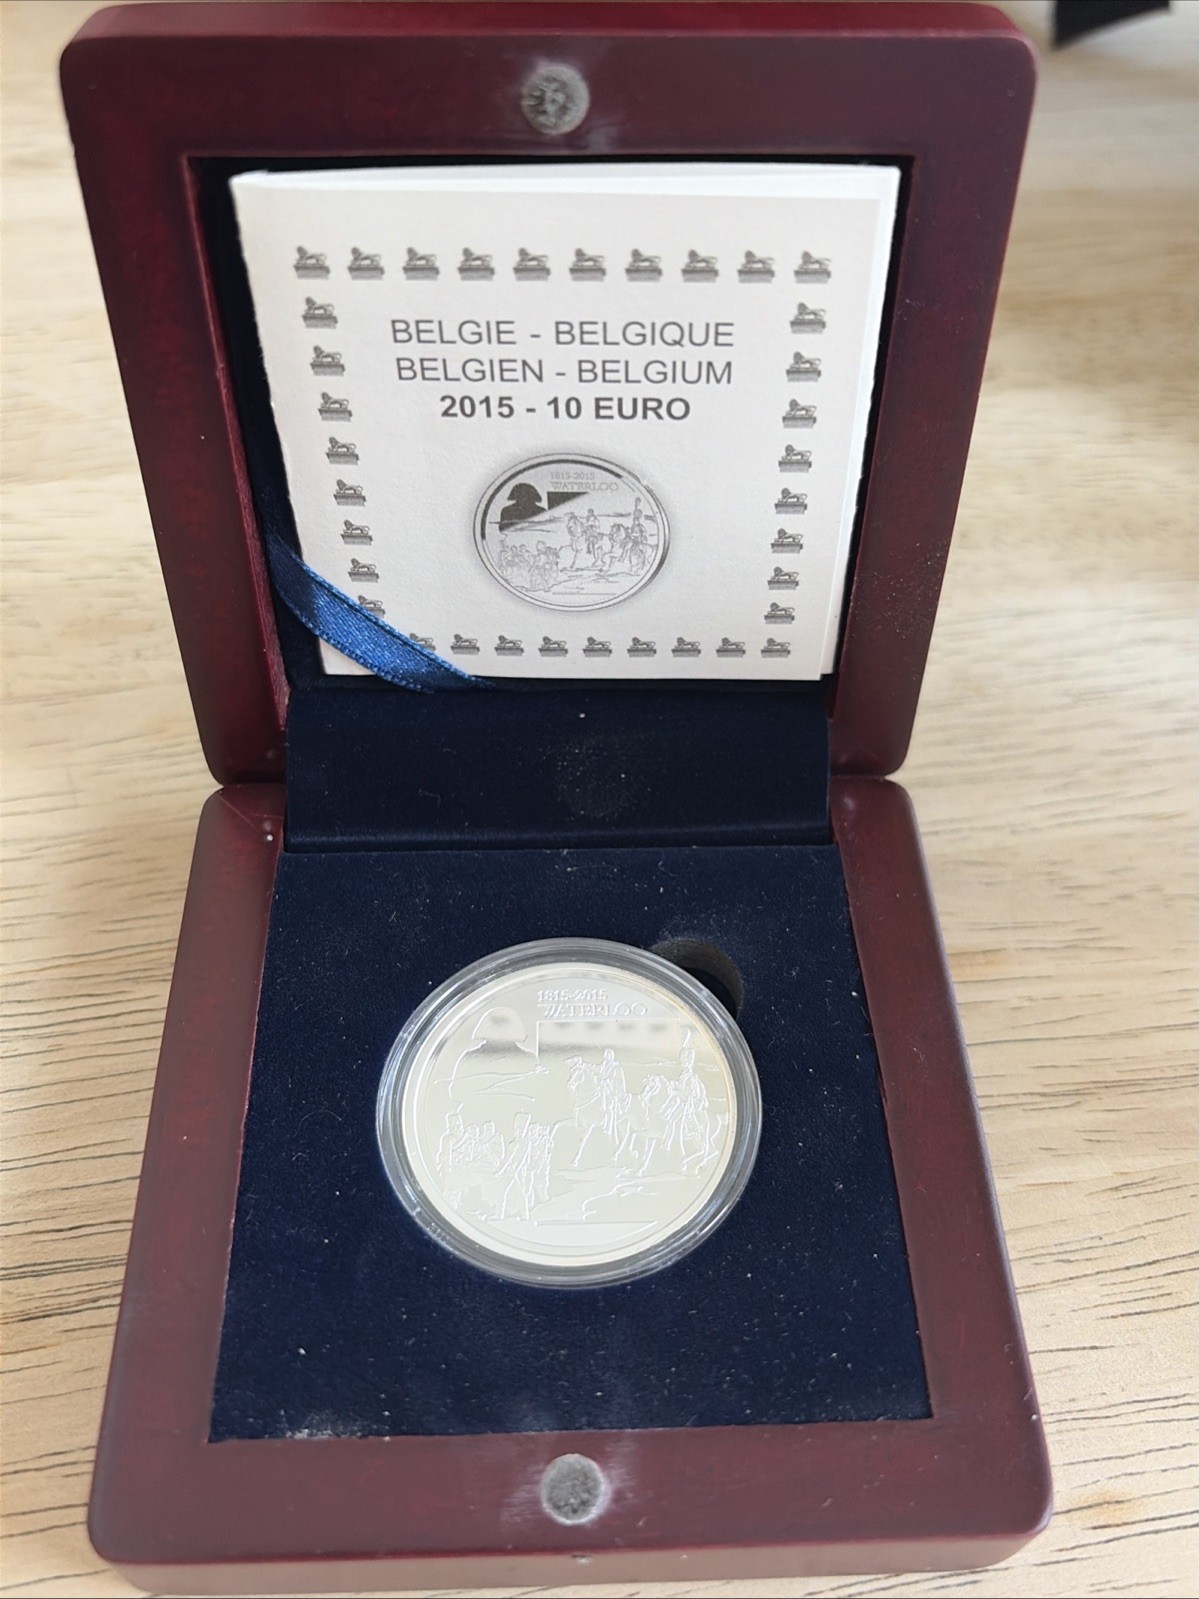 BELGIE - BELGIQUE
BELGIEN - BELGIUM
2015 - 10 EURO
1815-2015
WATERLOO
1815-2015
WATERLOO